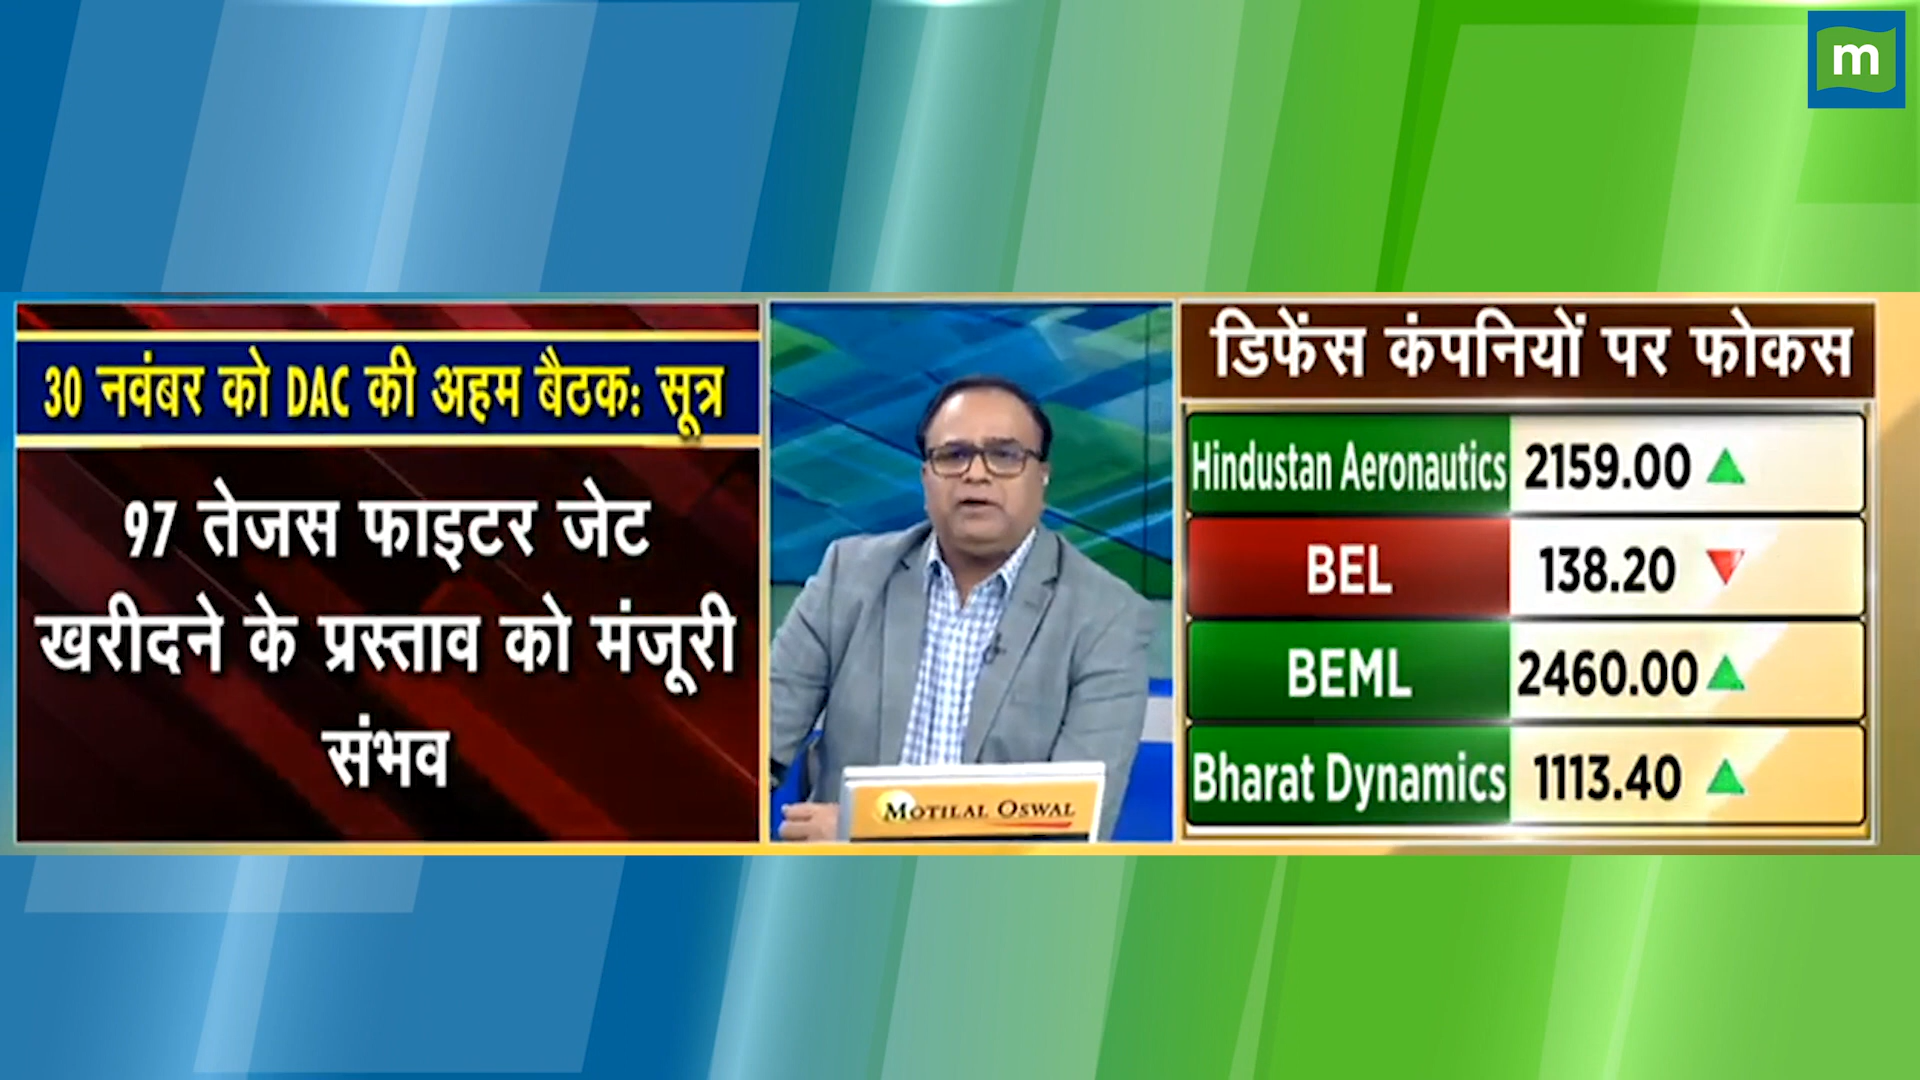 m
30 नवंबर को DAC की अहम बैठक: सूत्र
97 तेजस फाइटर जेट
खरीदने के प्रस्ताव को मंजूरी
संभव
MOTILAL OSWAL
डिफेंस कंपनियों पर फोकस
Hindustan Aeronautics 2159.00
BEL 138.20
BEML 2460.00
Bharat Dynamics 1113.40